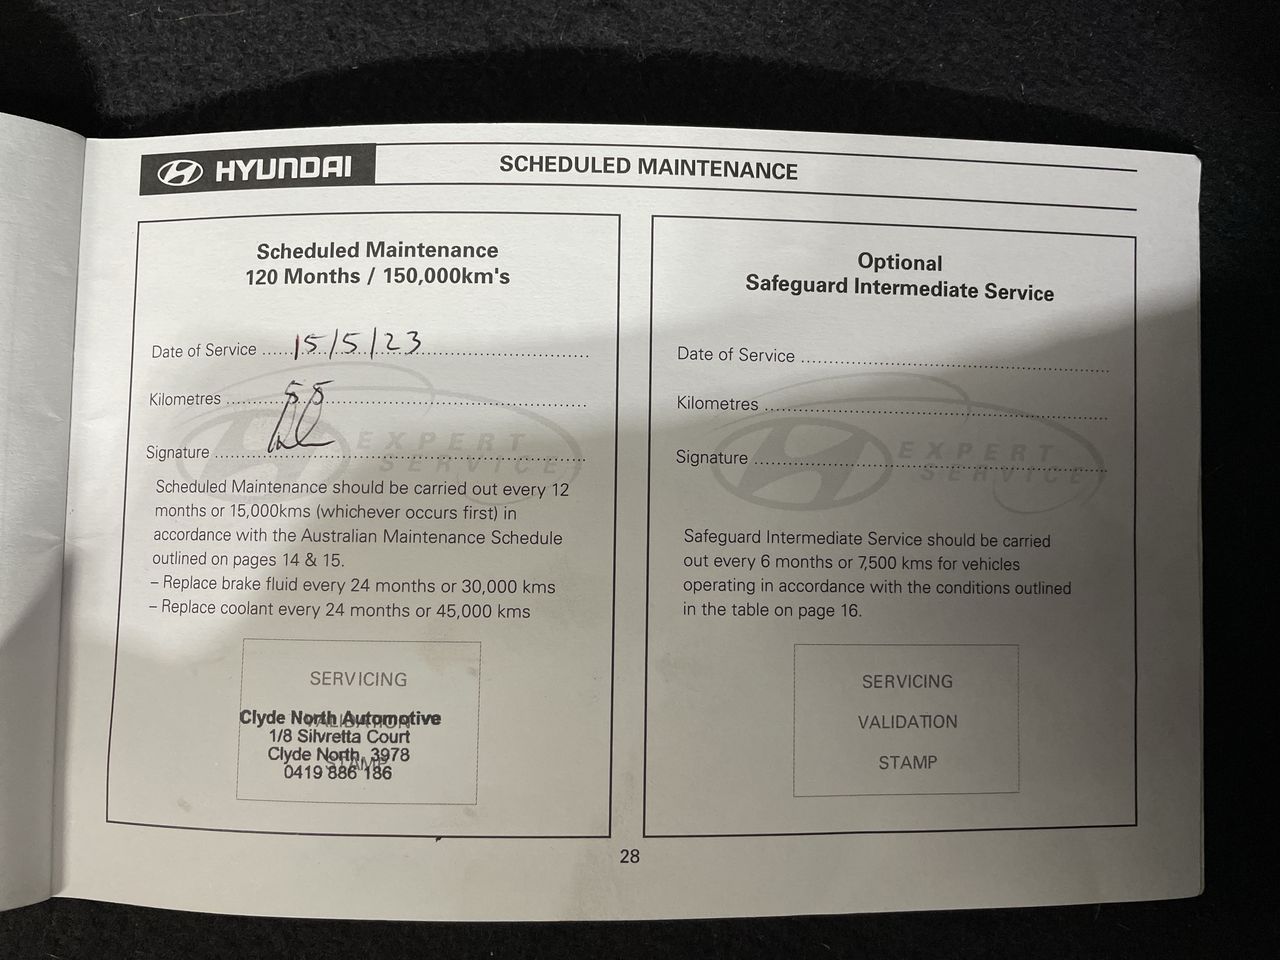 HYUNDAI
SCHEDULED MAINTENANCE
Scheduled Maintenance
120 Months / 150,000km's
Date of Service ......15/5/23
Kilometres
Signature
EXPERT
SERVICE
Scheduled Maintenance should be carried out every 12
months or 15,000kms (whichever occurs first) in
accordance with the Australian Maintenance Schedule
outlined on pages 14 & 15.
– Replace brake fluid every 24 months or 30,000 kms
– Replace coolant every 24 months or 45,000 kms
SERVICING
VALIDATION
STAMP
Clyde North Automotive
1/8 Silvretta Court
Clyde North, 3978
0419 886 186
Optional
Safeguard Intermediate Service
Date of Service
Kilometres
Signature
EXPERT
SERVICE
Safeguard Intermediate Service should be carried
out every 6 months or 7,500 kms for vehicles
operating in accordance with the conditions outlined
in the table on page 16.
SERVICING
VALIDATION
STAMP
28